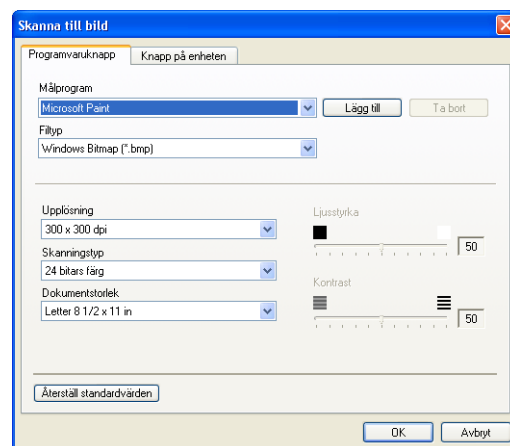 Skanna till bild
Programvaruknapp Knapp på enheten
Målprogram
Microsoft Paint Lägg till Ta bort
Filtyp
Windows Bitmap (*.bmp)
Upplösning Ljusstyrka
300 x 300 dpi 50
Skanningstyp
24 bitars färg
Kontrast
Dokumentstorlek
Letter 8 1/2 x 11 in 50
Återställ standardvärden
OK Avbryt